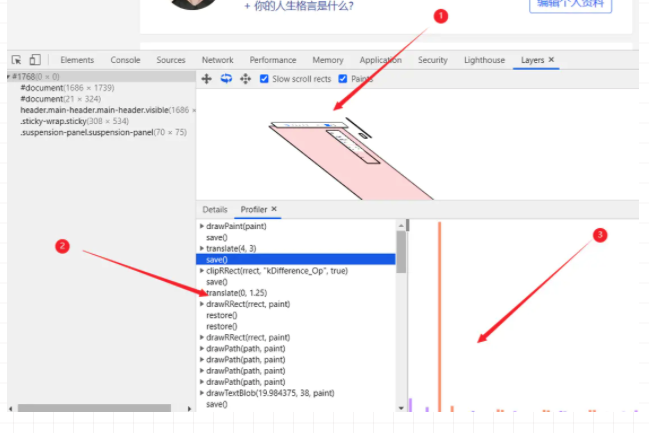 + 你的人生格言是什么?
编辑个人资料
1
Elements Console Sources Network Performance Memory Application Security Lighthouse Layers ×
#1768(0 × 0)
Slow scroll rects Paints
#document(1686 × 1739)
#document(21 × 324)
header.main-header.main-header.visible(1686 ×
.sticky-wrap.sticky(308 × 534)
.suspension-panel.suspension-panel(70 × 75)
Details Profiler ×
drawPaint(paint)
save()
translate(4, 3)
save()
clipRRect(rrect, "kDifference_Op", true)
save()
translate(0, 1.25)
drawRRect(rrect, paint)
restore()
restore()
drawRRect(rrect, paint)
drawPath(path, paint)
drawPath(path, paint)
drawPath(path, paint)
drawPath(path, paint)
drawTextBlob(19.984375, 38, paint)
save()
2
3